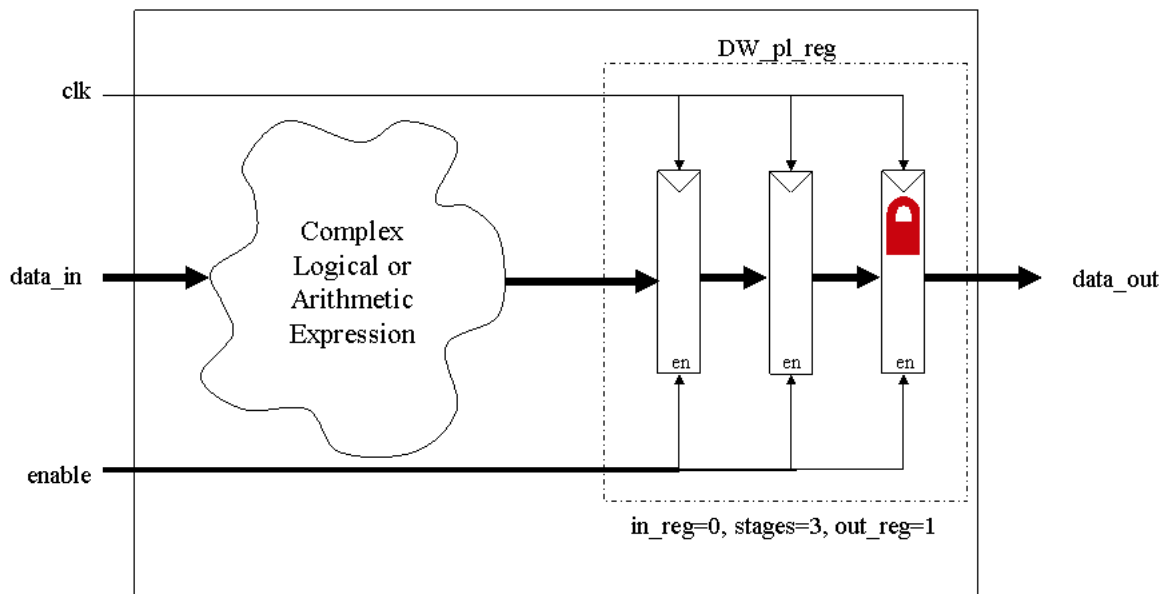 DW_pl_reg
clk
Complex
Logical or
Arithmetic
Expression
data_in
data_out
en
en
en
enable
in_reg=0, stages=3, out_reg=1